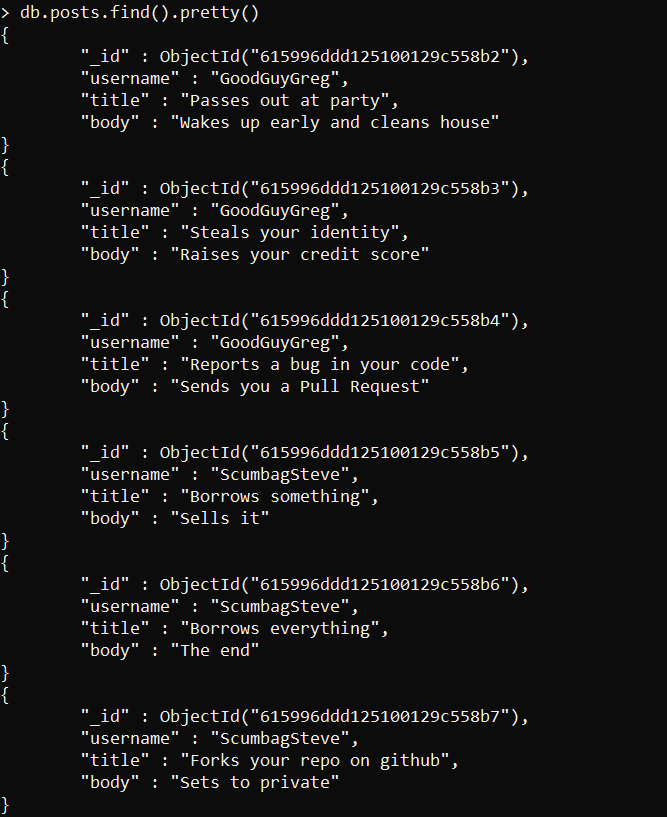 > db.posts.find().pretty()
{
"_id" : ObjectId("615996ddd125100129c558b2"),
"username" : "GoodGuyGreg",
"title" : "Passes out at party",
"body" : "Wakes up early and cleans house"
}
{
"_id" : ObjectId("615996ddd125100129c558b3"),
"username" : "GoodGuyGreg",
"title" : "Steals your identity",
"body" : "Raises your credit score"
}
{
"_id" : ObjectId("615996ddd125100129c558b4"),
"username" : "GoodGuyGreg",
"title" : "Reports a bug in your code",
"body" : "Sends you a Pull Request"
}
{
"_id" : ObjectId("615996ddd125100129c558b5"),
"username" : "ScumbagSteve",
"title" : "Borrows something",
"body" : "Sells it"
}
{
"_id" : ObjectId("615996ddd125100129c558b6"),
"username" : "ScumbagSteve",
"title" : "Borrows everything",
"body" : "The end"
}
{
"_id" : ObjectId("615996ddd125100129c558b7"),
"username" : "ScumbagSteve",
"title" : "Forks your repo on github",
"body" : "Sets to private"
}